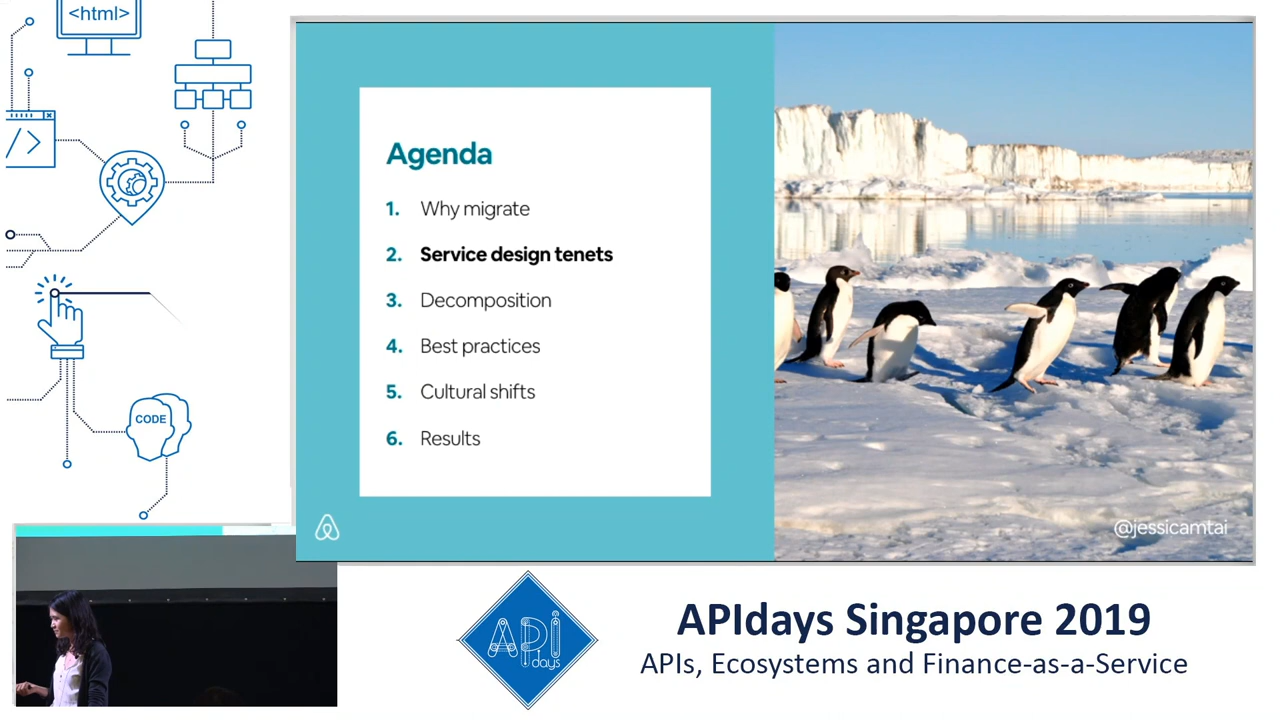 <html>
</>
CODE
Agenda
1. Why migrate
2. Service design tenets
3. Decomposition
4. Best practices
5. Cultural shifts
6. Results
@jessicamtai
API
days
APIdays Singapore 2019
APIs, Ecosystems and Finance-as-a-Service